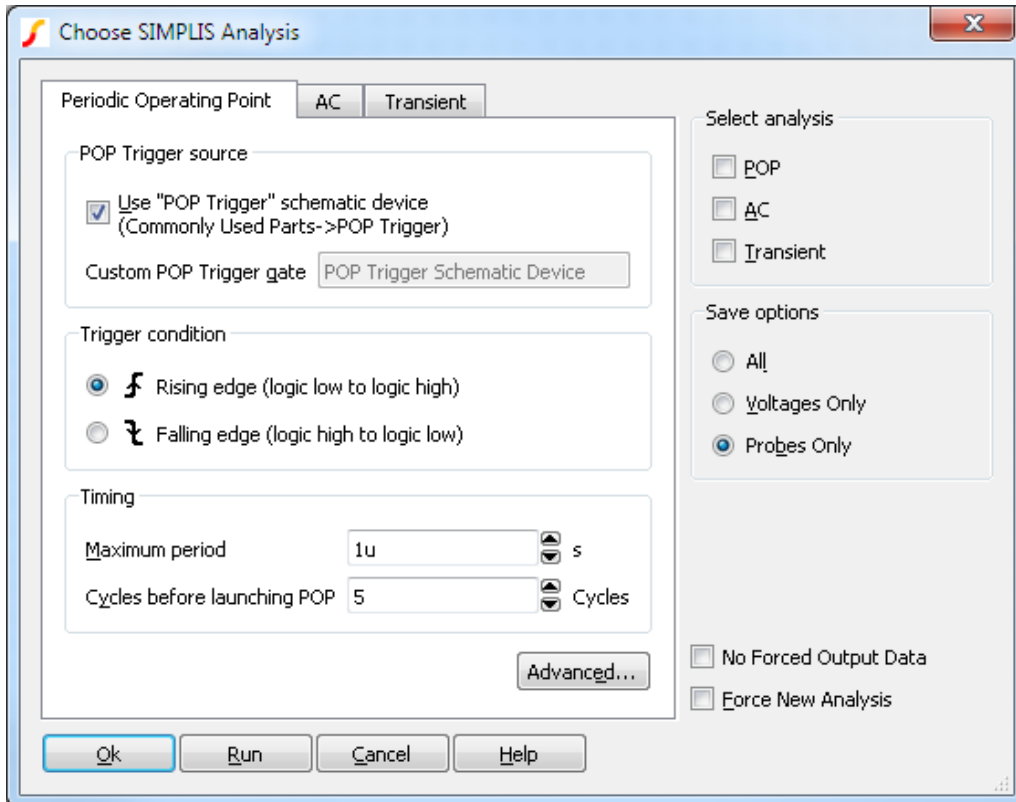 Choose SIMPLIS Analysis
Periodic Operating Point
AC
Transient
POP Trigger source
Use "POP Trigger" schematic device
(Commonly Used Parts->POP Trigger)
Custom POP Trigger gate
POP Trigger Schematic Device
Trigger condition
Rising edge (logic low to logic high)
Falling edge (logic high to logic low)
Timing
Maximum period
1u
s
Cycles before launching POP
5
Cycles
Advanced...
Select analysis
POP
AC
Transient
Save options
All
Voltages Only
Probes Only
No Forced Output Data
Force New Analysis
Ok
Run
Cancel
Help